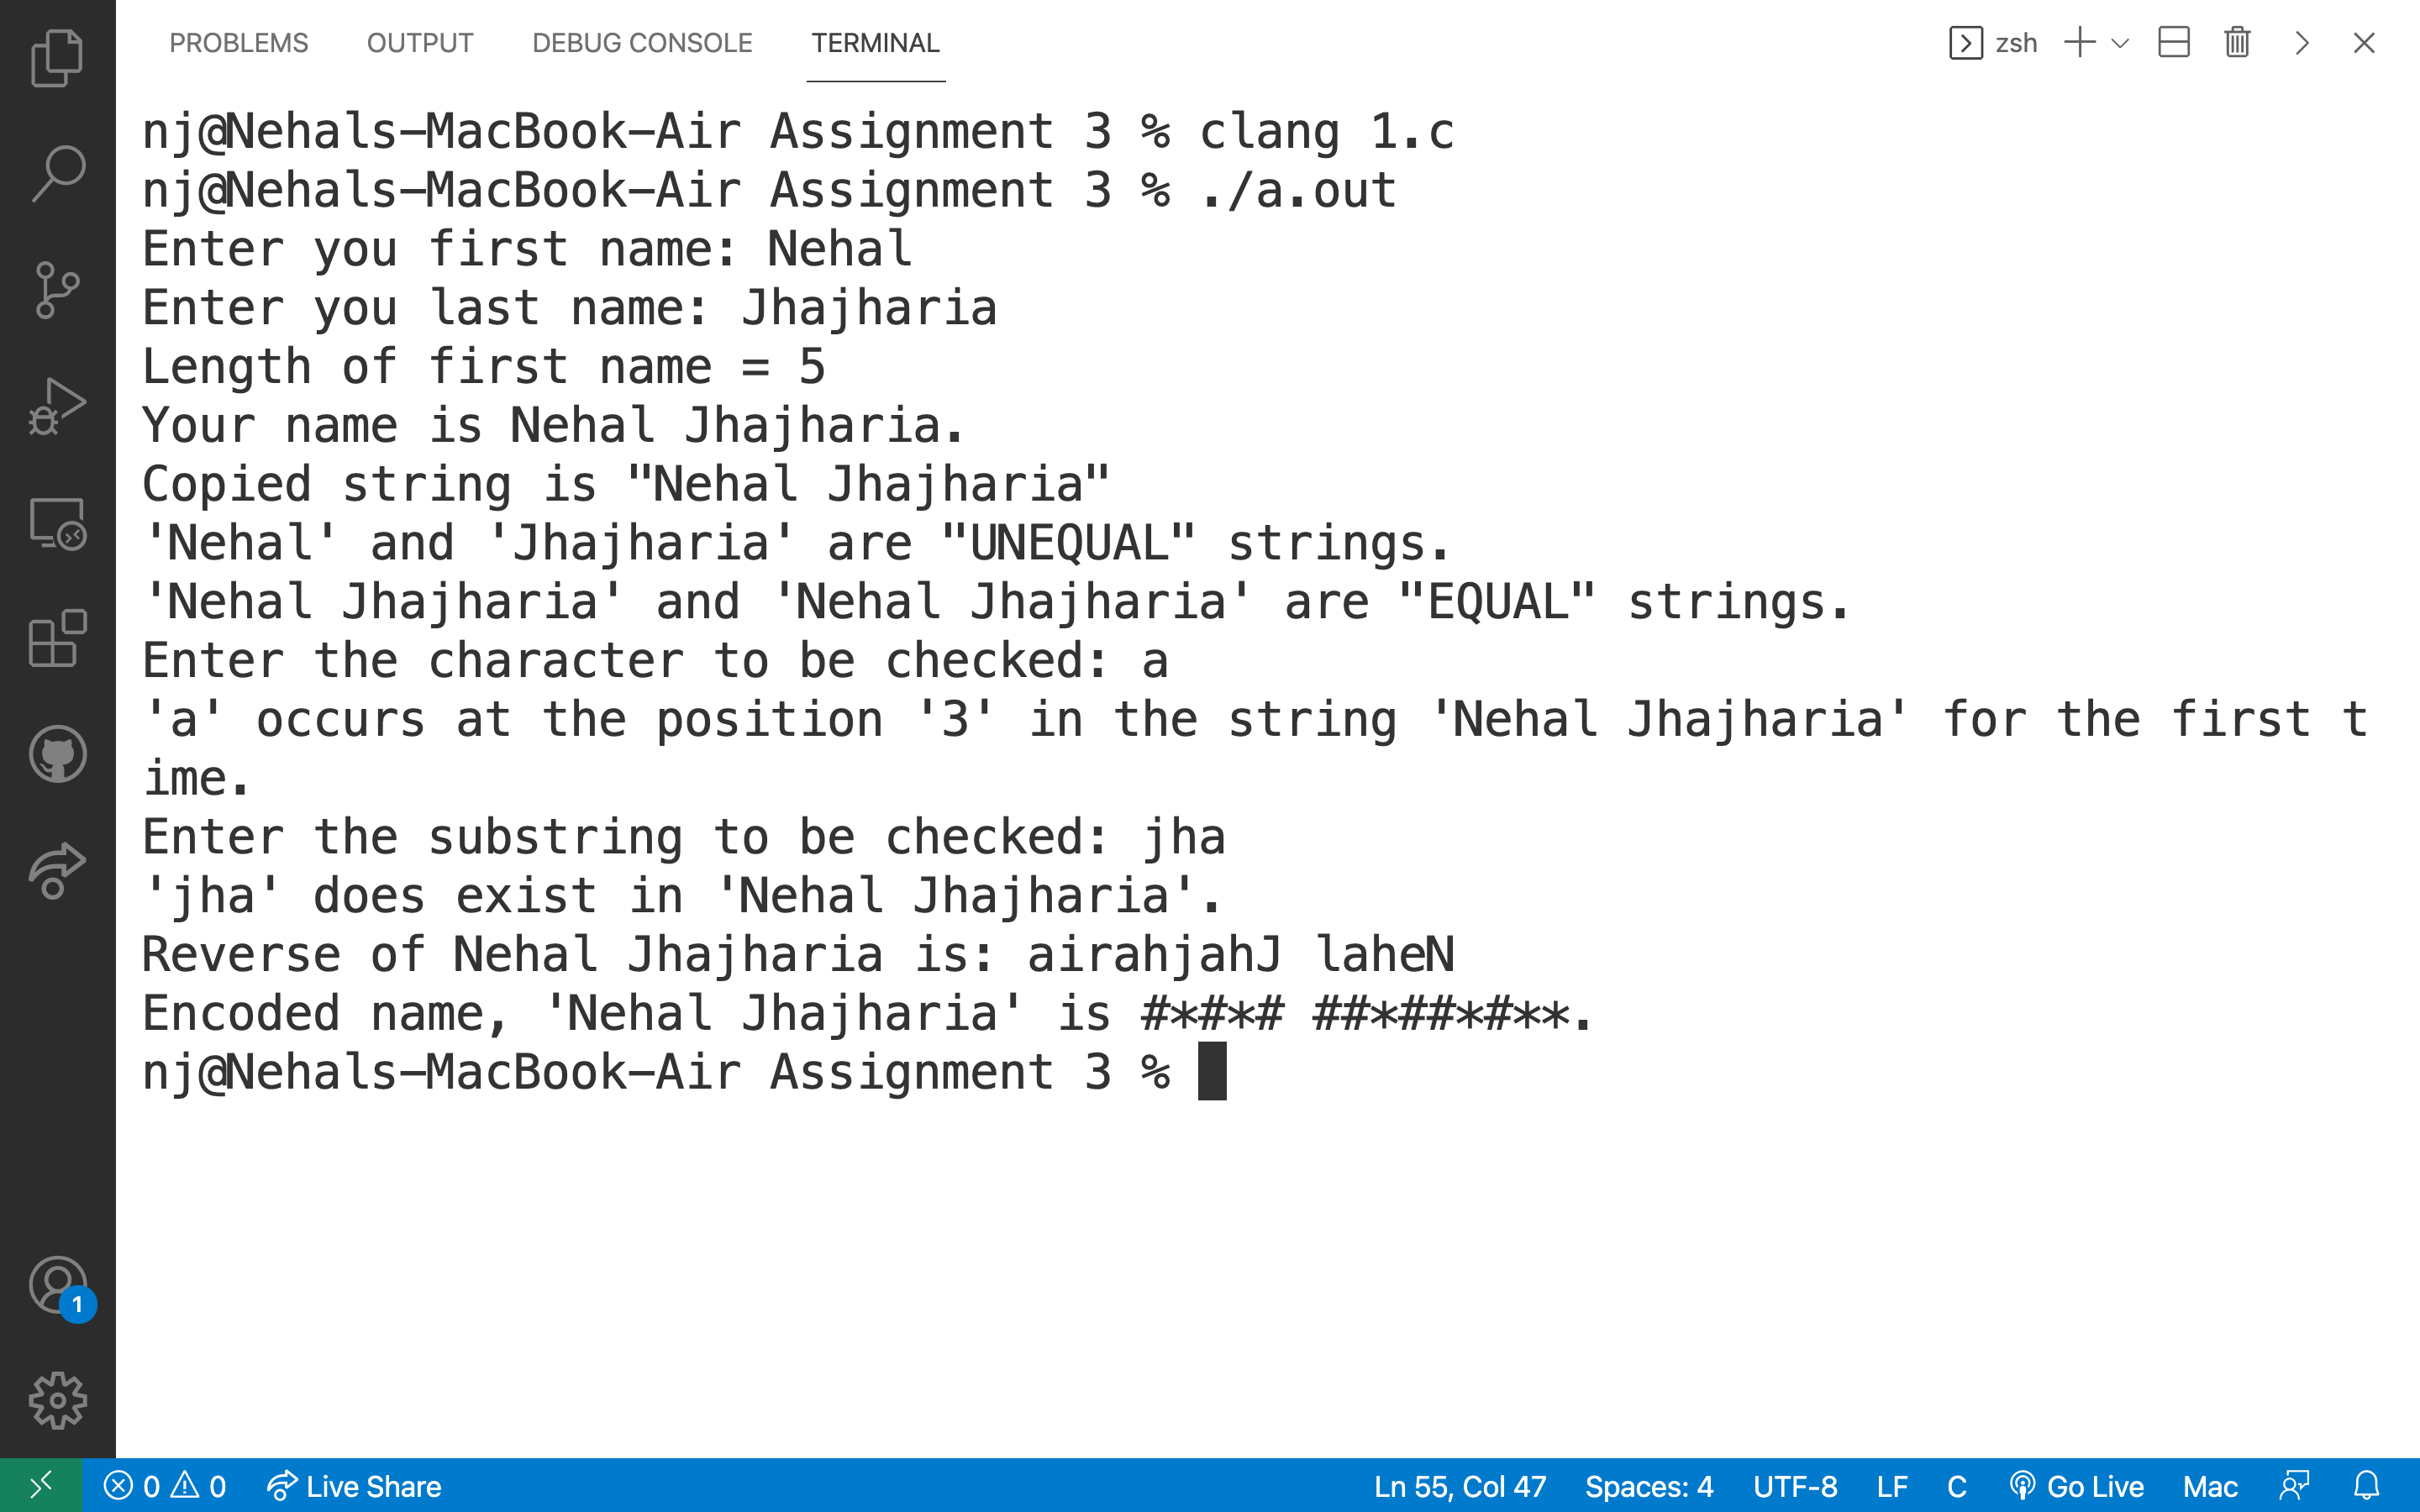 PROBLEMS OUTPUT DEBUG CONSOLE TERMINAL zsh
nj@Nehals-MacBook-Air Assignment 3 % clang 1.c
nj@Nehals-MacBook-Air Assignment 3 % ./a.out
Enter you first name: Nehal
Enter you last name: Jhajharia
Length of first name = 5
Your name is Nehal Jhajharia.
Copied string is "Nehal Jhajharia"
'Nehal' and 'Jhajharia' are "UNEQUAL" strings.
'Nehal Jhajharia' and 'Nehal Jhajharia' are "EQUAL" strings.
Enter the character to be checked: a
'a' occurs at the position '3' in the string 'Nehal Jhajharia' for the first t
ime.
Enter the substring to be checked: jha
'jha' does exist in 'Nehal Jhajharia'.
Reverse of Nehal Jhajharia is: airahjahJ laheN
Encoded name, 'Nehal Jhajharia' is #*#*# ##*##*#**.
nj@Nehals-MacBook-Air Assignment 3 %
1
0 0 Live Share Ln 55, Col 47 Spaces: 4 UTF-8 LF C Go Live Mac